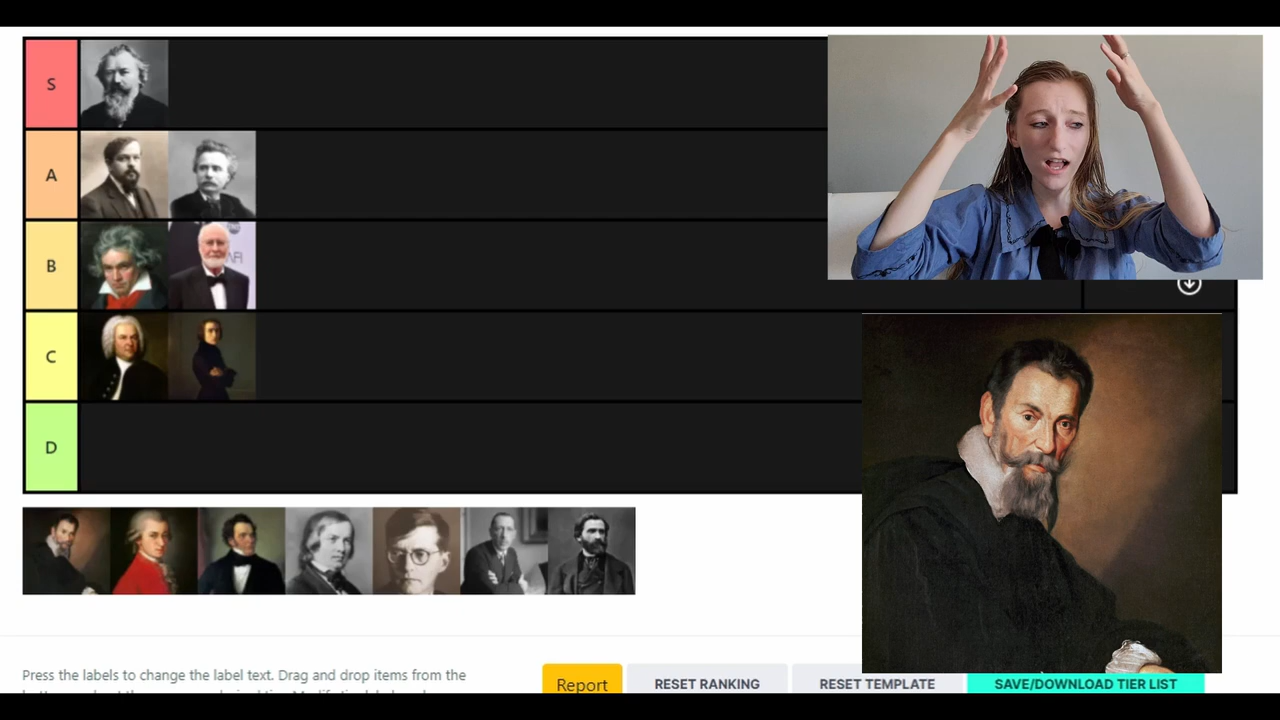 S
A
B
AFI
C
D
Press the labels to change the label text. Drag and drop items from the
Report
RESET RANKING
RESET TEMPLATE
SAVE/DOWNLOAD TIER LIST